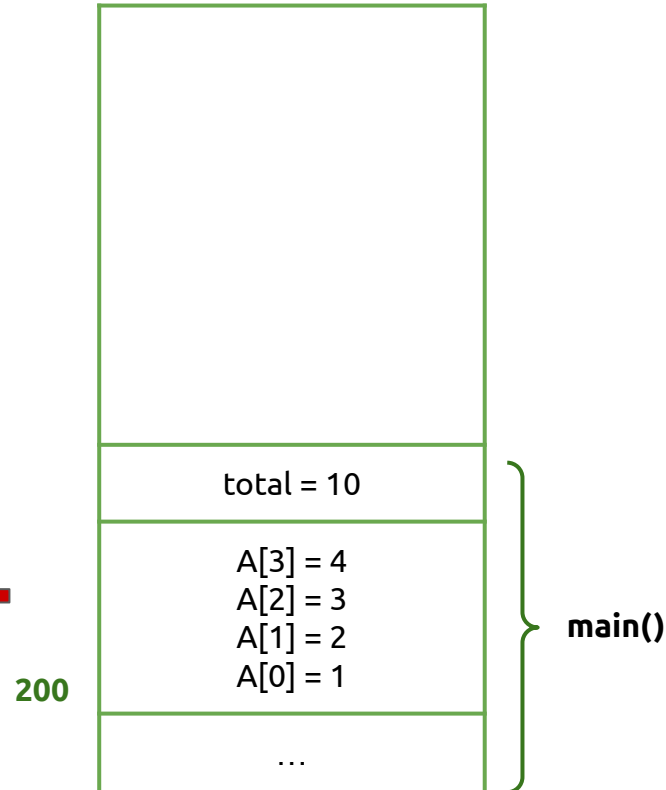 total = 10
A[3] = 4
A[2] = 3
A[1] = 2
main()
A[0] = 1
200
…